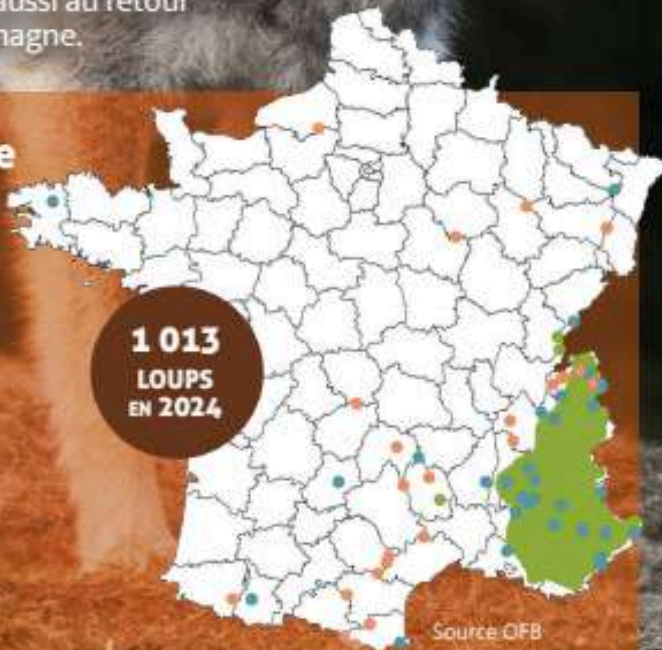 aussi au retour
magne.
e
1 013
LOUPS
EN 2024
Source OFB